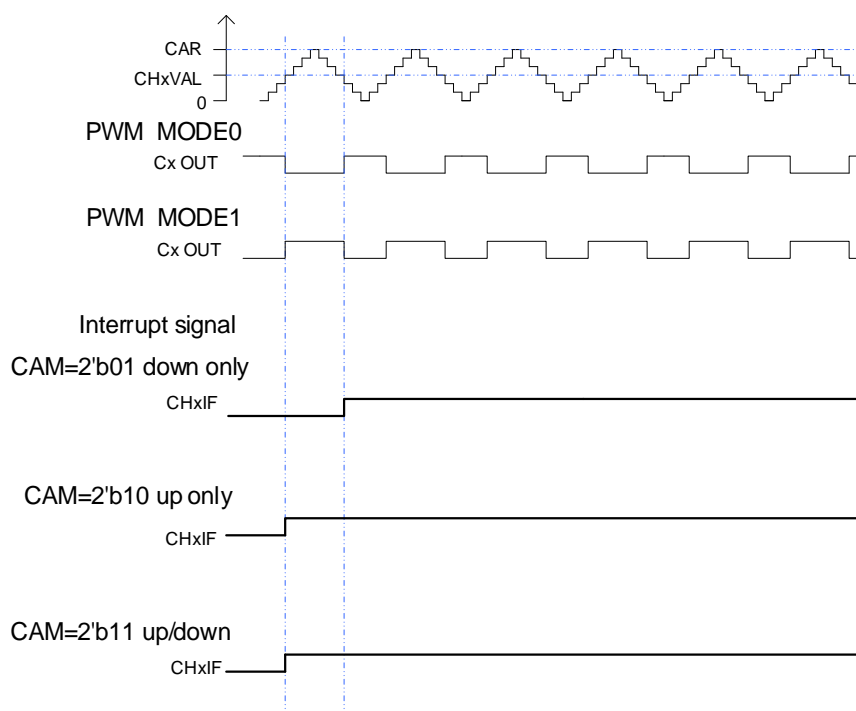 CAR
CHxVAL
0
PWM MODE0
Cx OUT
PWM MODE1
Cx OUT
Interrupt signal
CAM=2'b01 down only
CHxIF
CAM=2'b10 up only
CHxIF
CAM=2'b11 up/down
CHxIF